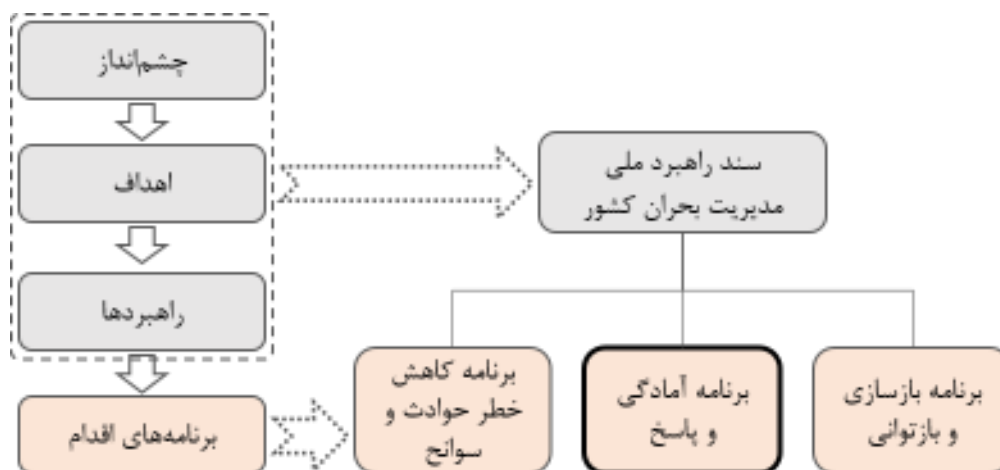 چشم‌انداز
اهداف
راهبردها
برنامه‌های اقدام
سند راهبرد ملی
مدیریت بحران کشور
برنامه کاهش
خطر حوادث و
سوانح
برنامه آمادگی
و پاسخ
برنامه بازسازی
و بازتوانی